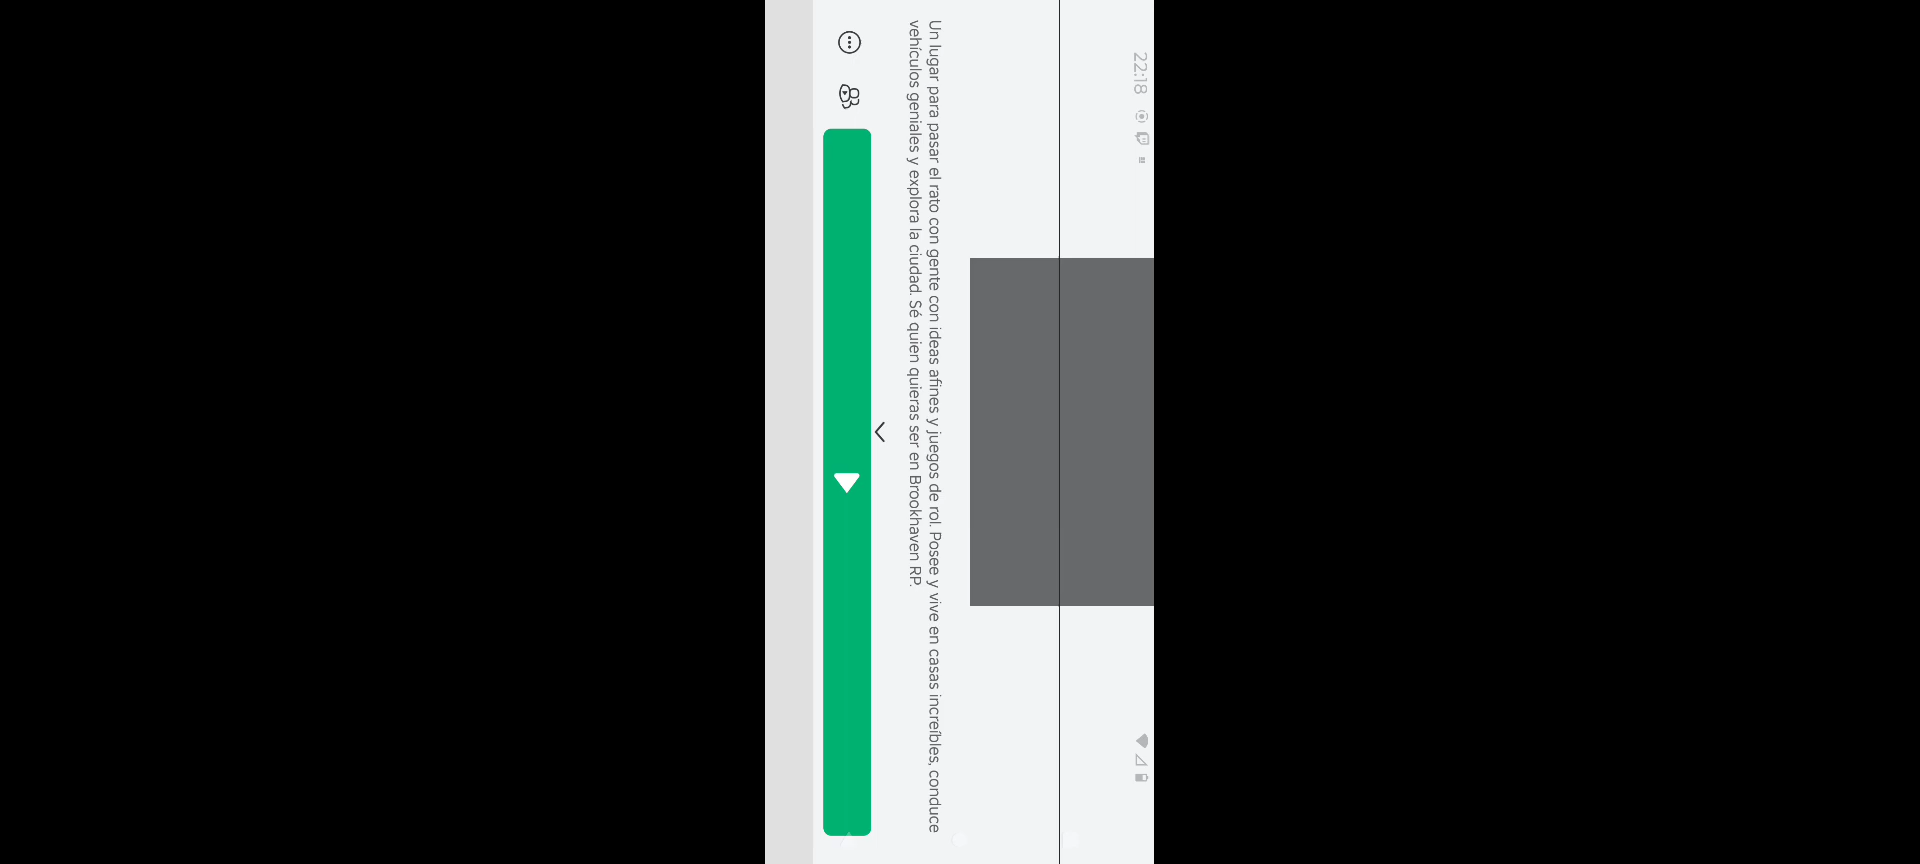 22:18
Un lugar para pasar el rato con gente con ideas afines y juegos de rol. Posee y vive en casas increíbles, conduce
vehículos geniales y explora la ciudad. Sé quien quieras ser en Brookhaven RP.